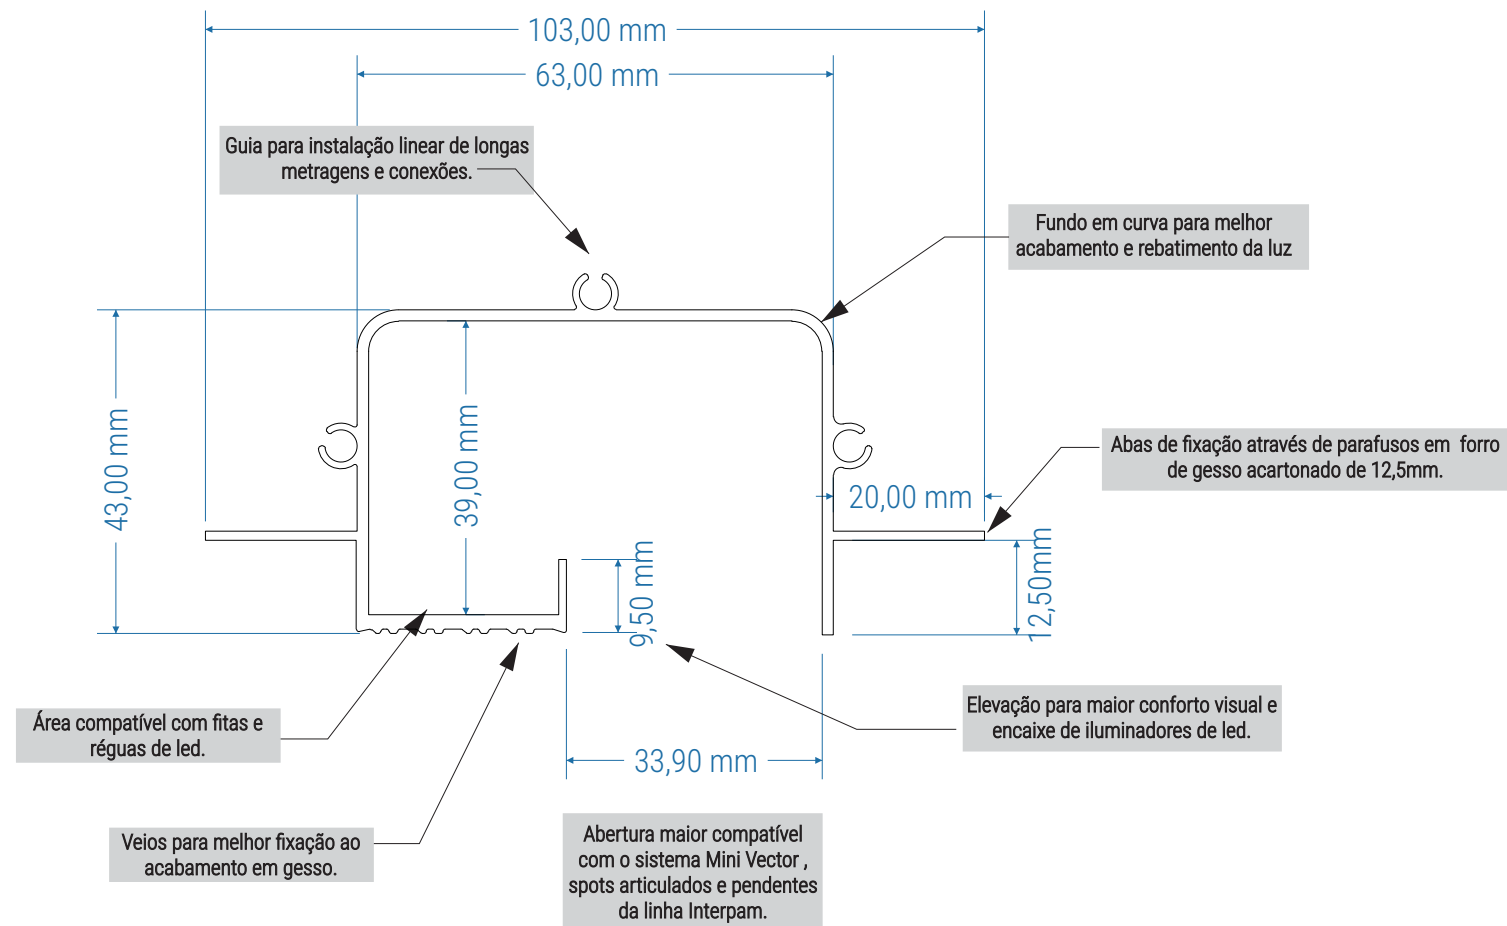 103,00 mm
63,00 mm
Guia para instalação linear de longas
metragens e conexões.
Fundo em curva para melhor
acabamento e rebatimento da luz
43,00 mm
39,00 mm
Abas de fixação através de parafusos em forro
de gesso acartonado de 12,5mm.
20,00 mm
9,50 mm
12,50mm
Área compatível com fitas e
réguas de led.
Elevação para maior conforto visual e
encaixe de iluminadores de led.
33,90 mm
Veios para melhor fixação ao
acabamento em gesso.
Abertura maior compatível
com o sistema Mini Vector ,
spots articulados e pendentes
da linha Interpam.